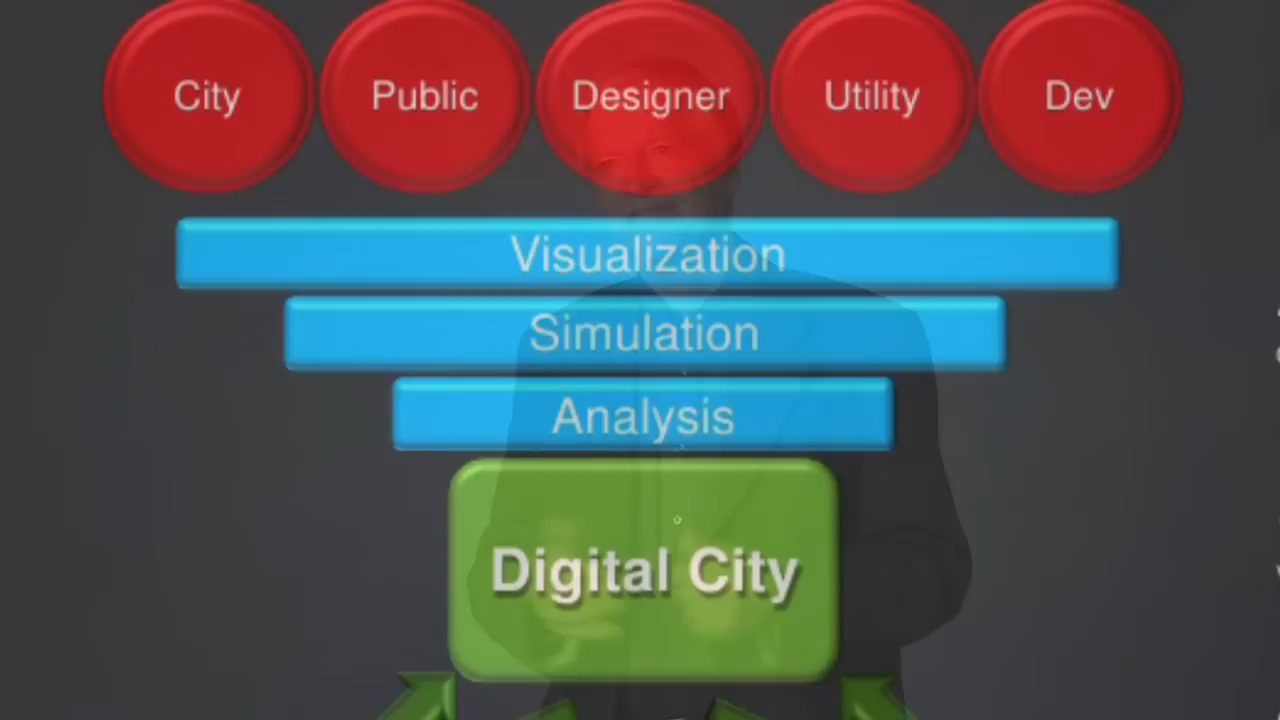 City Public Designer Utility Dev
Visualization
Simulation
Analysis
Digital City